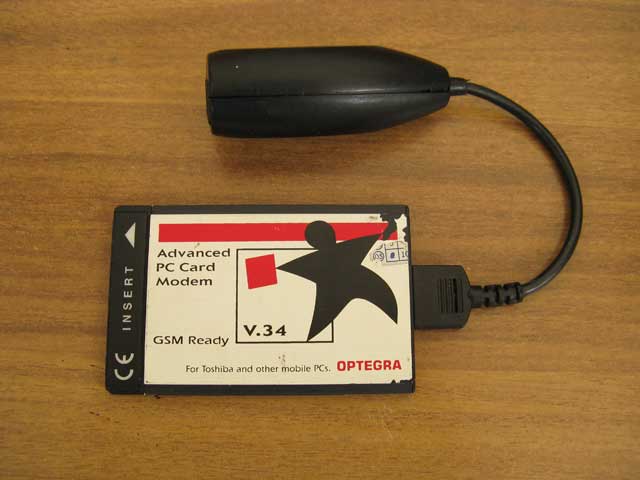 INSERT
Advanced
PC Card
Modem
V.34
GSM Ready
For Toshiba and other mobile PCs. OPTEGRA
CE